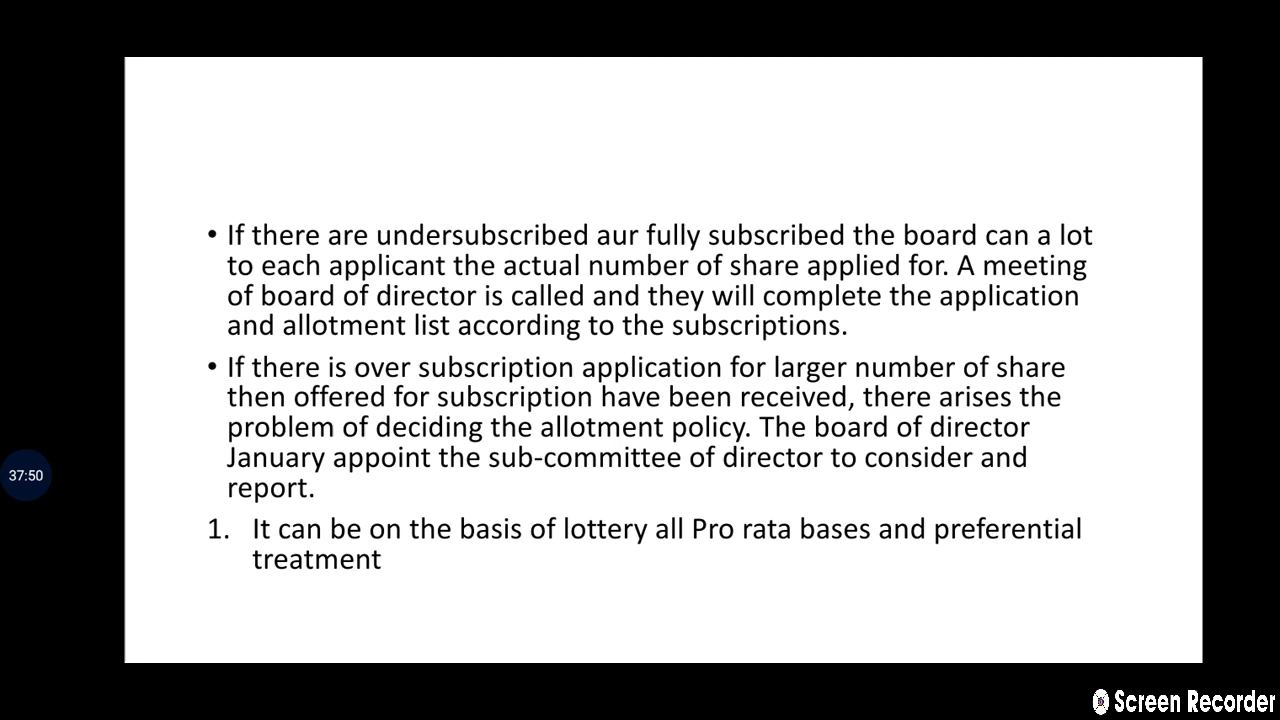 • If there are undersubscribed aur fully subscribed the board can a lot
to each applicant the actual number of share applied for. A meeting
of board of director is called and they will complete the application
and allotment list according to the subscriptions.
• If there is over subscription application for larger number of share
then offered for subscription have been received, there arises the
problem of deciding the allotment policy. The board of director
January appoint the sub-committee of director to consider and
report.
1. It can be on the basis of lottery all Pro rata bases and preferential
treatment
37:50
Screen Recorder